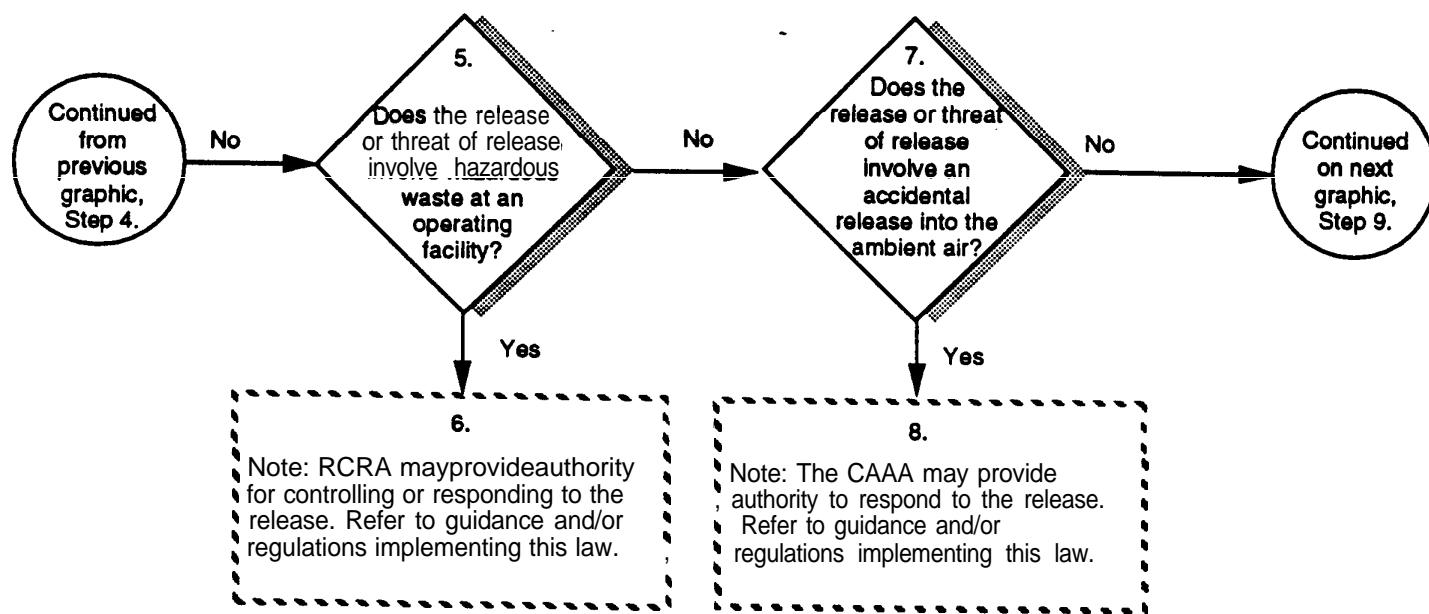 Continued
from
previous
graphic,
Step 4.
No
5.
Does the release
or threat of release
involve hazardous
waste at an
operating
facility?
No
7.
Does the
release or threat
of release
involve an
accidental
release into the
ambient air?
No
Continued
on next
graphic,
Step 9.
Yes
6.
Note: RCRA mayprovideauthority
for controlling or responding to the
release. Refer to guidance and/or
regulations implementing this law.
Yes
8.
Note: The CAAA may provide
authority to respond to the release.
Refer to guidance and/or
regulations implementing this law.